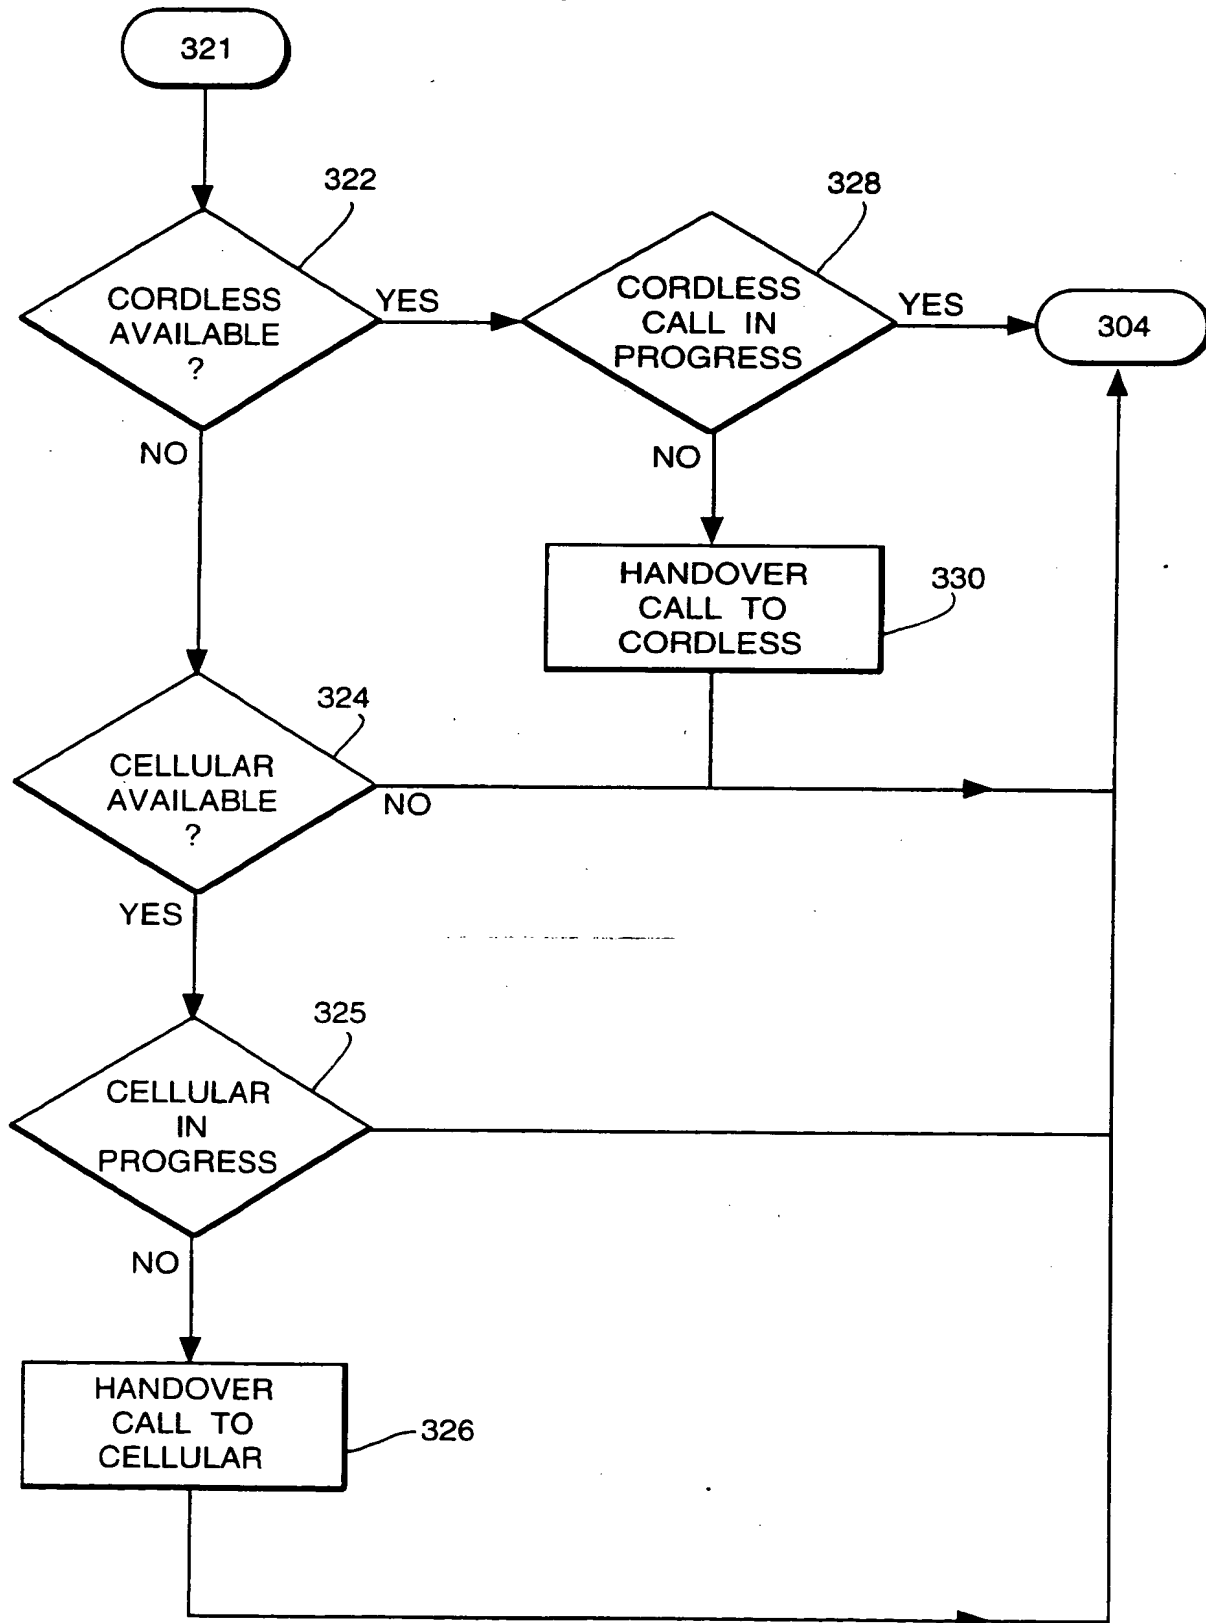 321
322
CORDLESS
AVAILABLE
?
YES
NO
328
CORDLESS
CALL IN
PROGRESS
YES
NO
304
HANDOVER
CALL TO
CORDLESS
330
324
CELLULAR
AVAILABLE
?
NO
YES
325
CELLULAR
IN
PROGRESS
NO
HANDOVER
CALL TO
CELLULAR
326